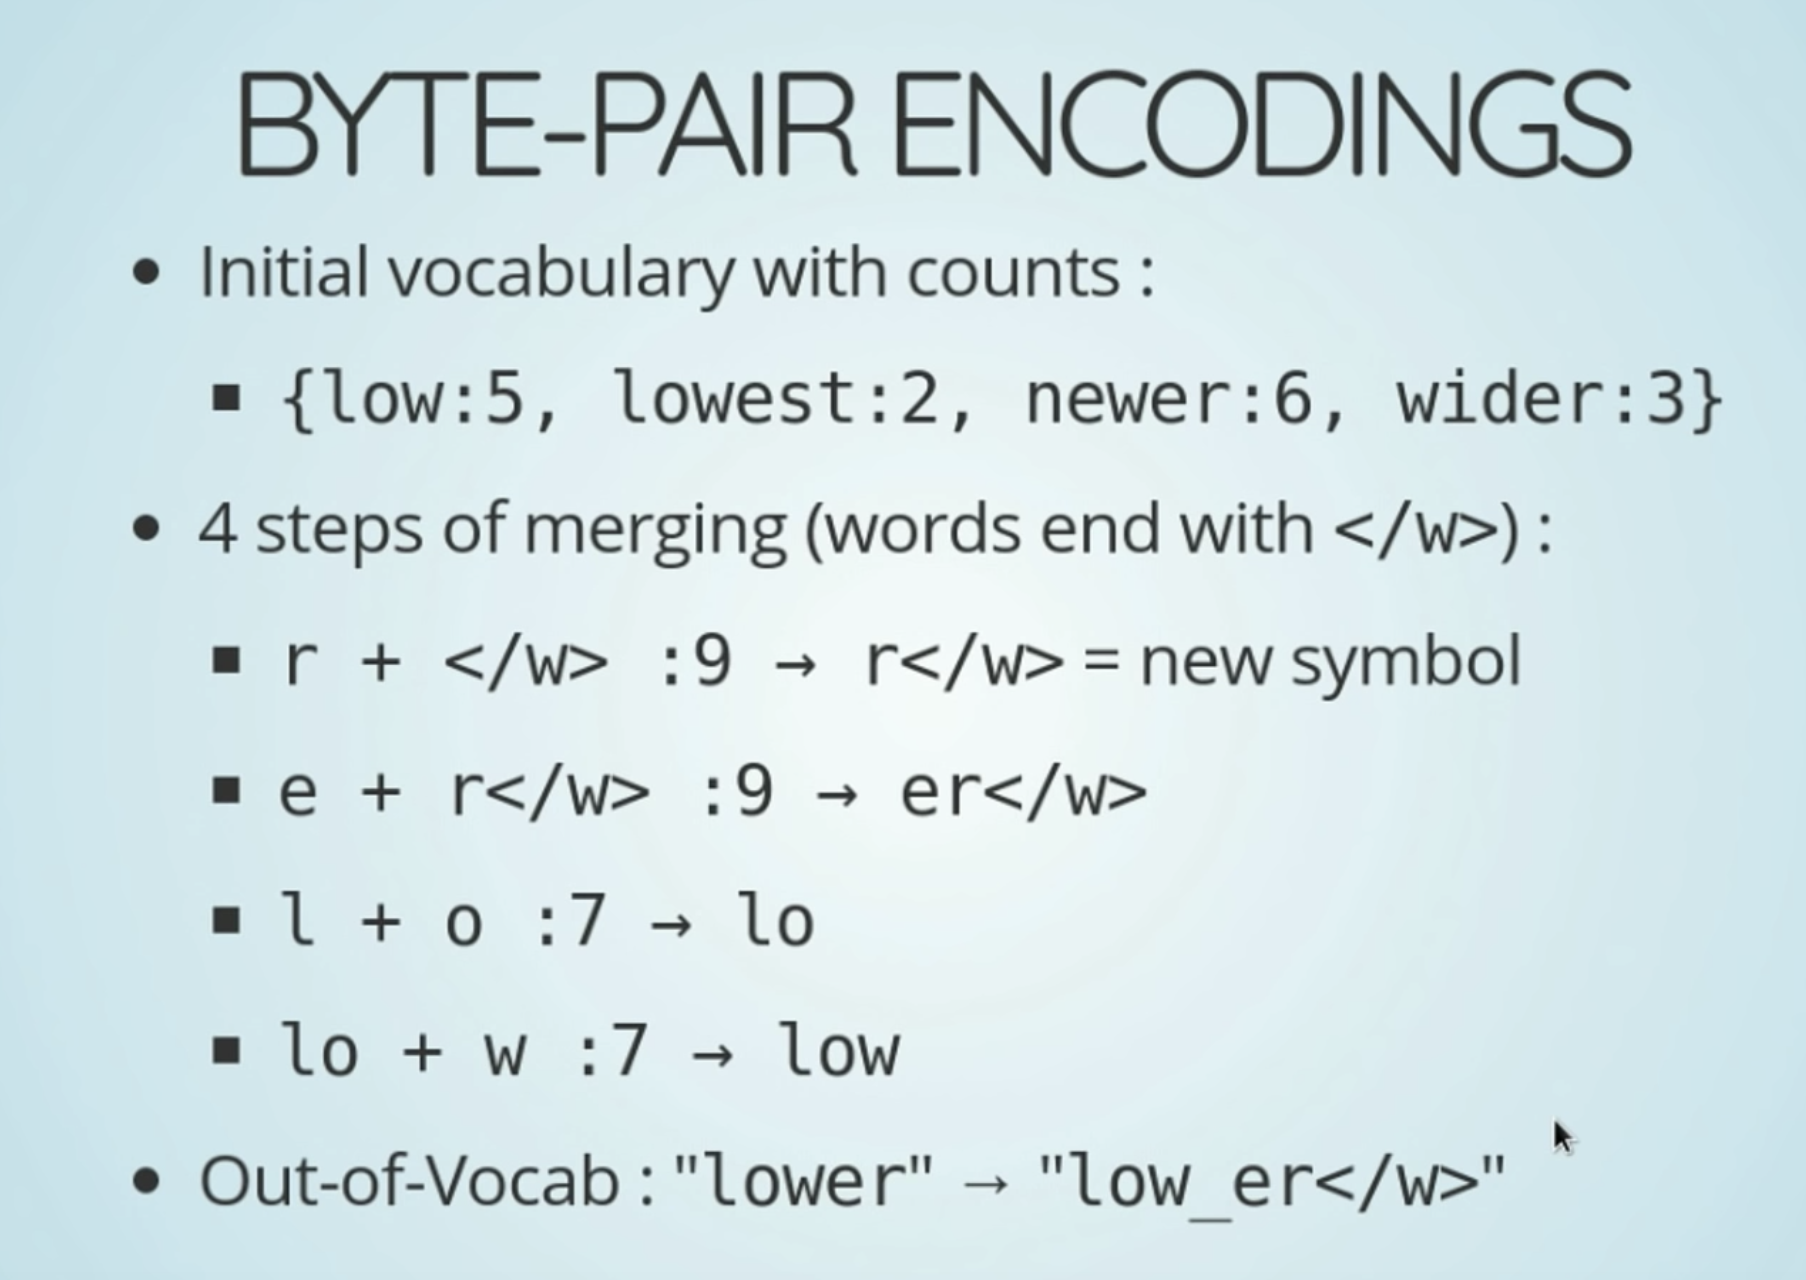 BYTE-PAIR ENCODINGS
• Initial vocabulary with counts :
▪ {low:5, lowest:2, newer:6, wider:3}
• 4 steps of merging (words end with </w>) :
▪ r + </w> :9 → r</w> = new symbol
▪ e + r</w> :9 → er</w>
▪ l + o :7 → lo
▪ lo + w :7 → low
• Out-of-Vocab : "lower" → "low_er</w>"